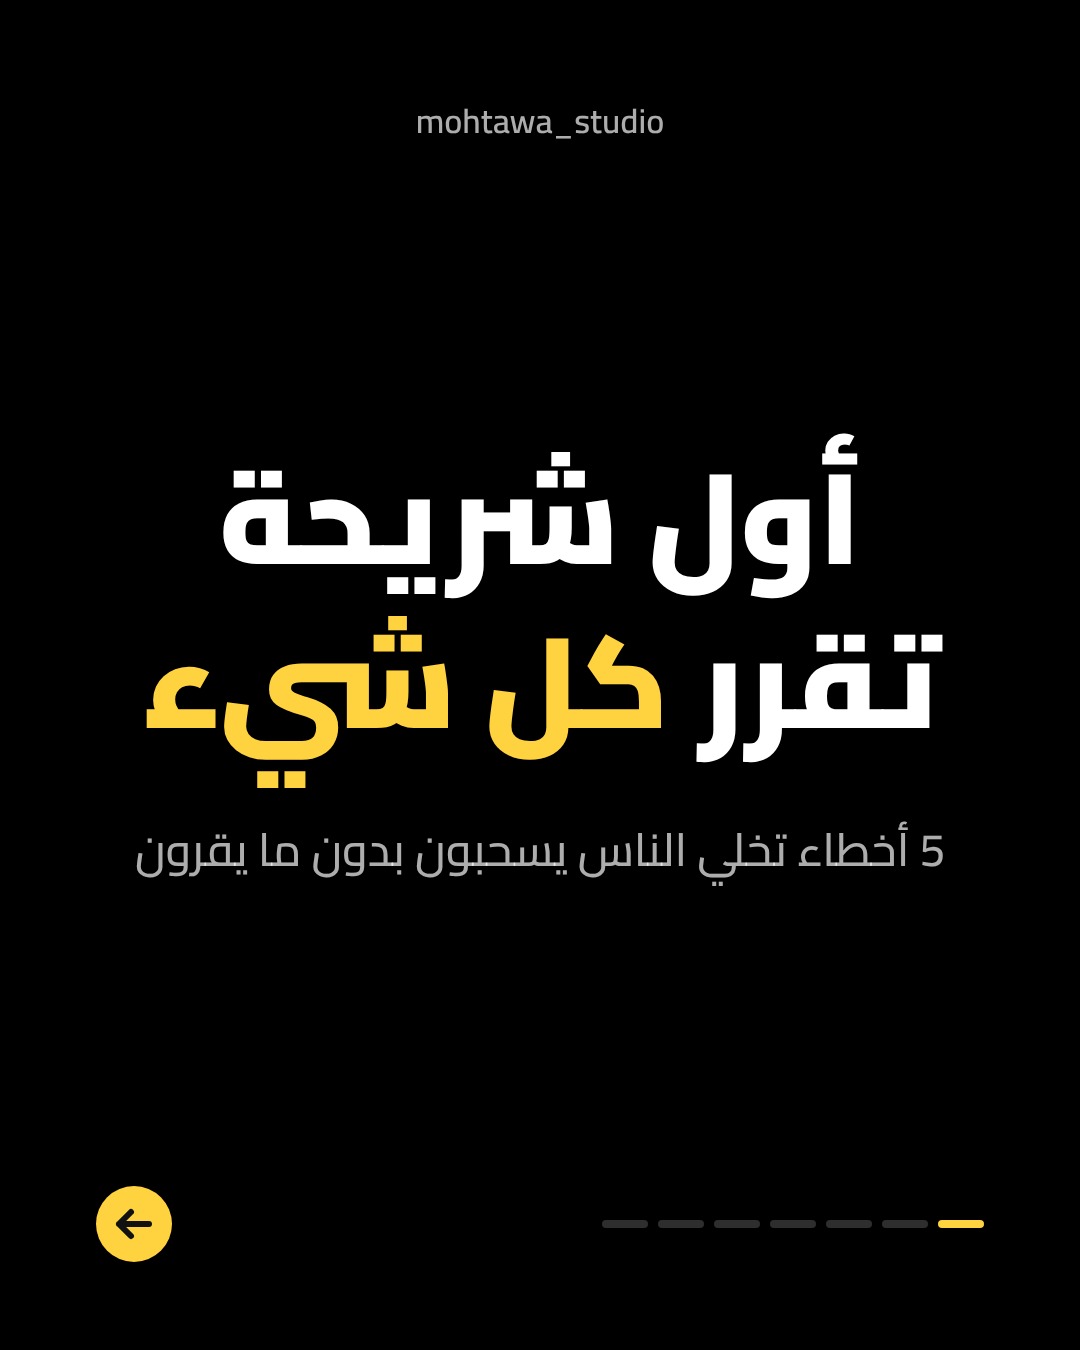 mohtawa_studio
أول شريحة
تقرر كل شيء
5 أخطاء تخلي الناس يسحبون بدون ما يقرون